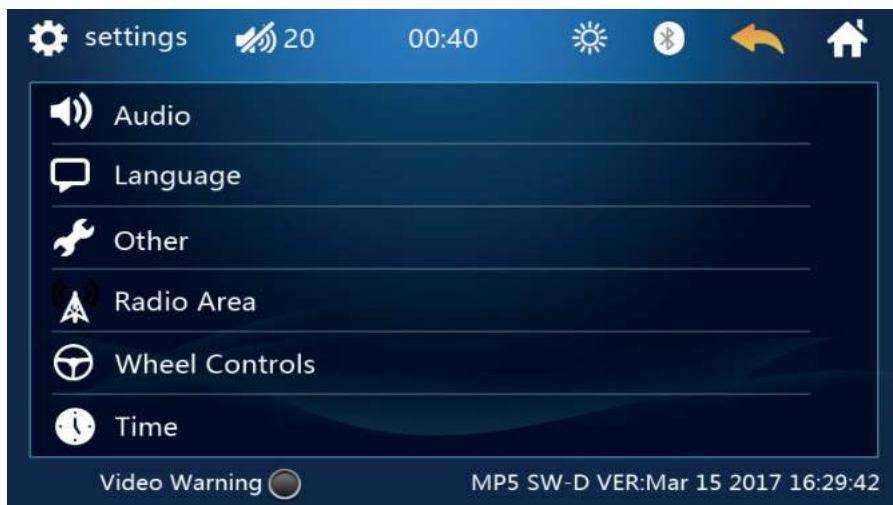 settings 20 00:40
Audio
Language
Other
Radio Area
Wheel Controls
Time
Video Warning MP5 SW-D VER:Mar 15 2017 16:29:42